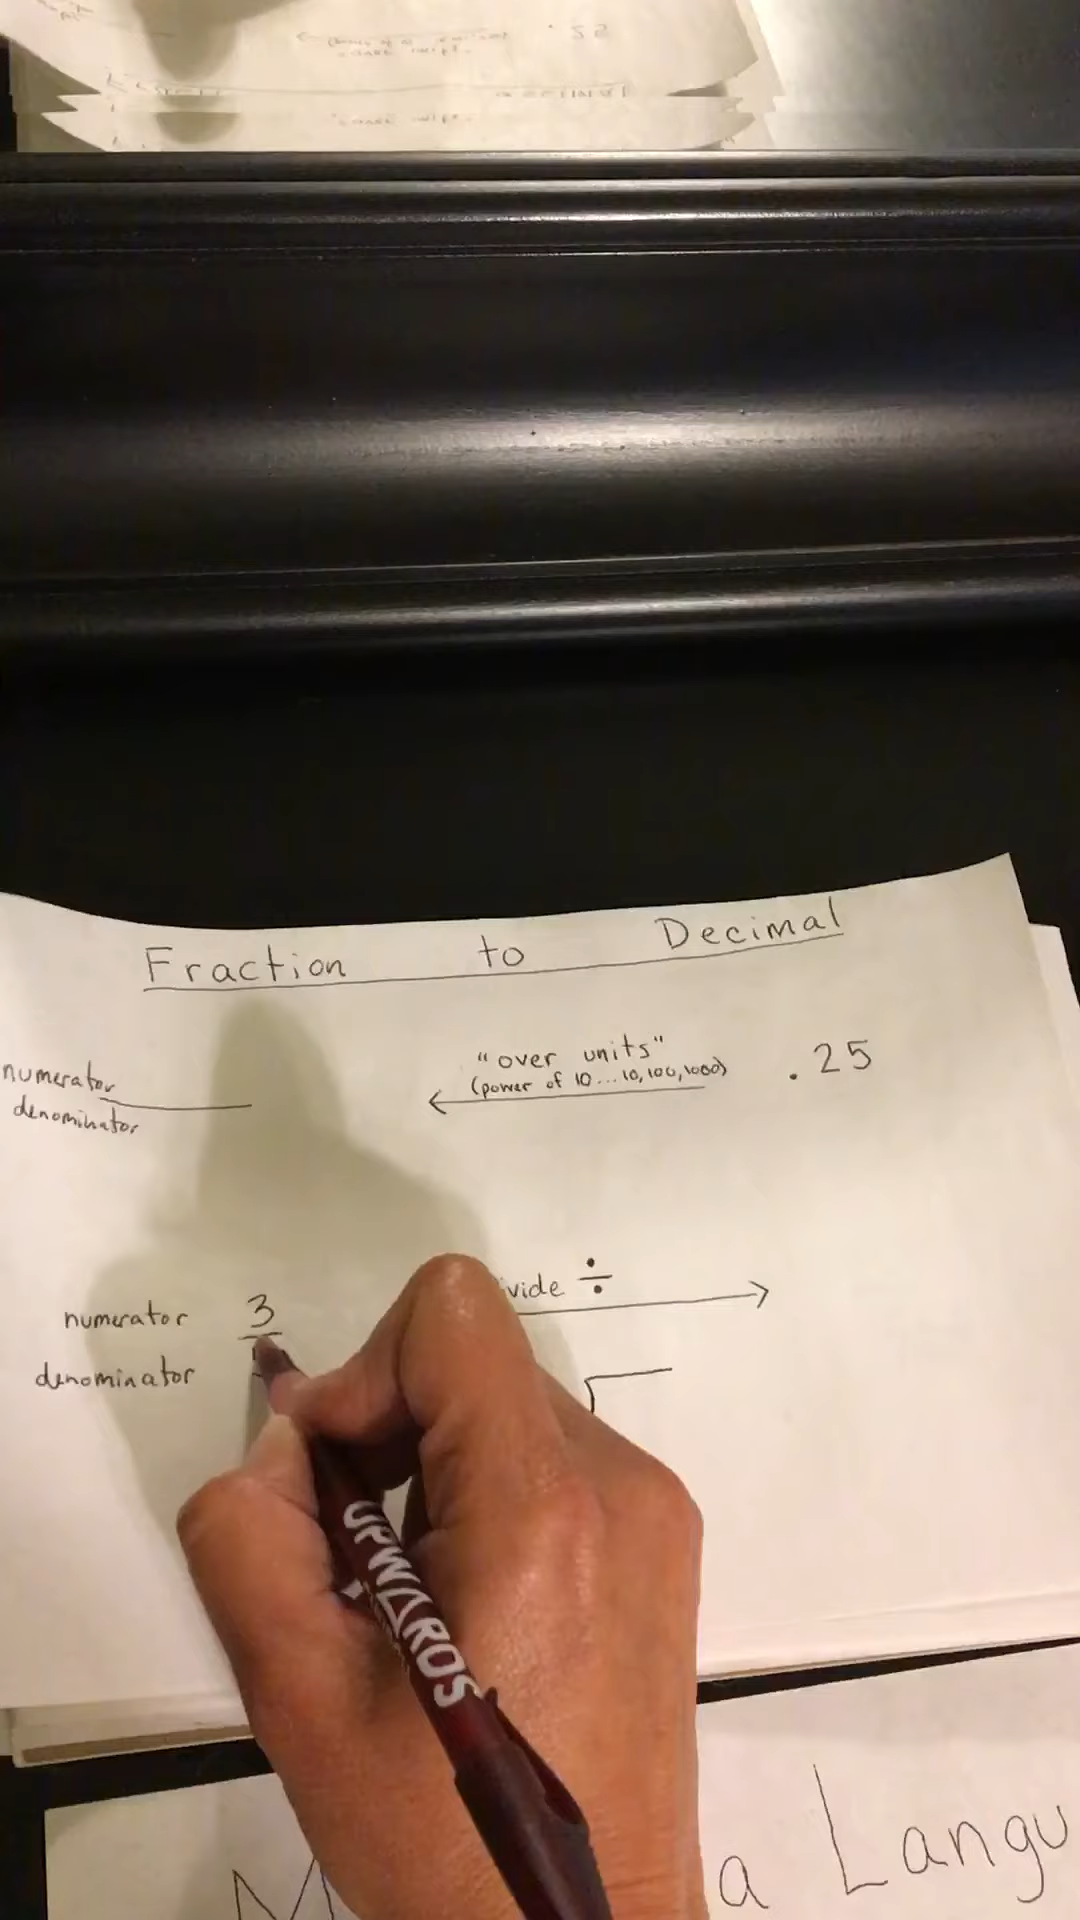 Fraction to Decimal
"over units"
(power of 10...10,100,1000)
.25
numerator
denominator
÷
numerator 3
denominator
UPWARDS
a Langu